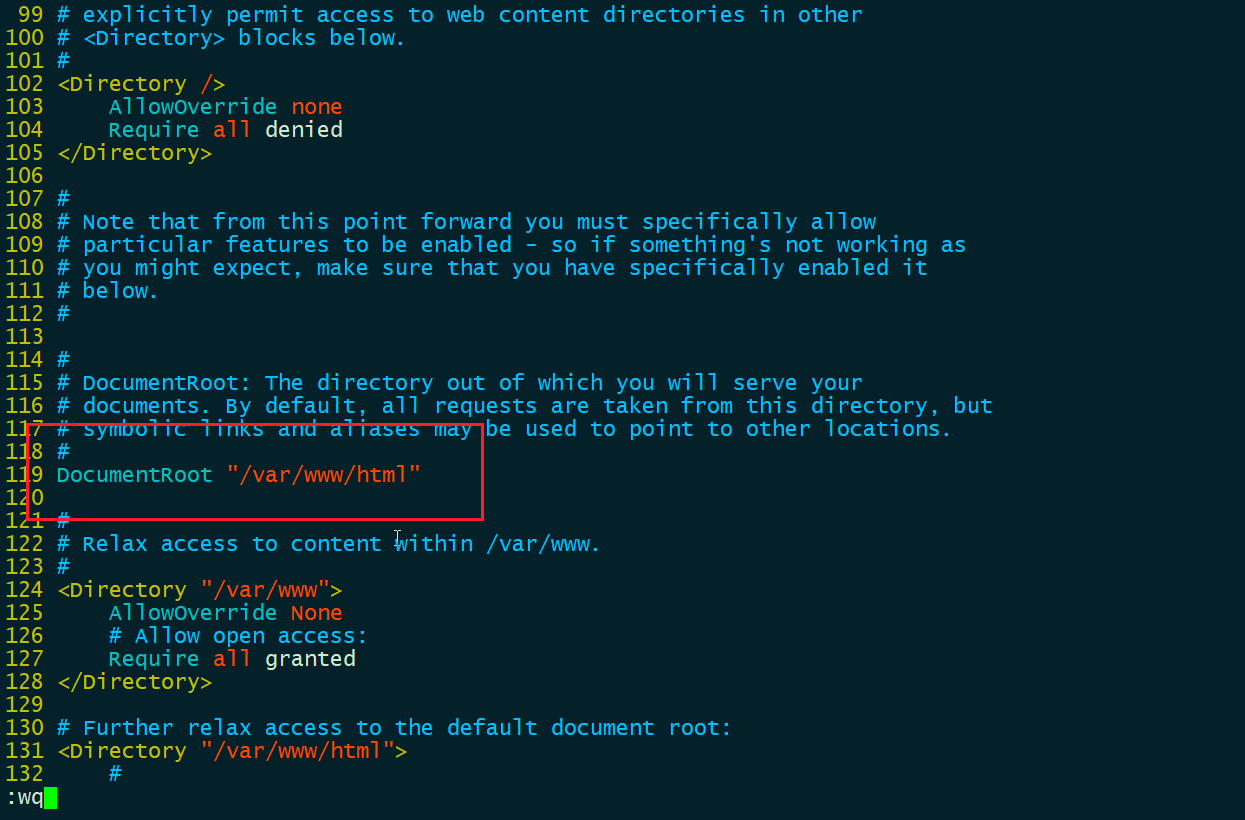 99 # explicitly permit access to web content directories in other
100 # <Directory> blocks below.
101 #
102 <Directory />
103     AllowOverride none
104     Require all denied
105 </Directory>
106
107 #
108 # Note that from this point forward you must specifically allow
109 # particular features to be enabled - so if something's not working as
110 # you might expect, make sure that you have specifically enabled it
111 # below.
112 #
113
114 #
115 # DocumentRoot: The directory out of which you will serve your
116 # documents. By default, all requests are taken from this directory, but
117 # symbolic links and aliases may be used to point to other locations.
118 #
119 DocumentRoot "/var/www/html"
120
121 #
122 # Relax access to content within /var/www.
123 #
124 <Directory "/var/www">
125     AllowOverride None
126     # Allow open access:
127     Require all granted
128 </Directory>
129
130 # Further relax access to the default document root:
131 <Directory "/var/www/html">
132     #
:wq